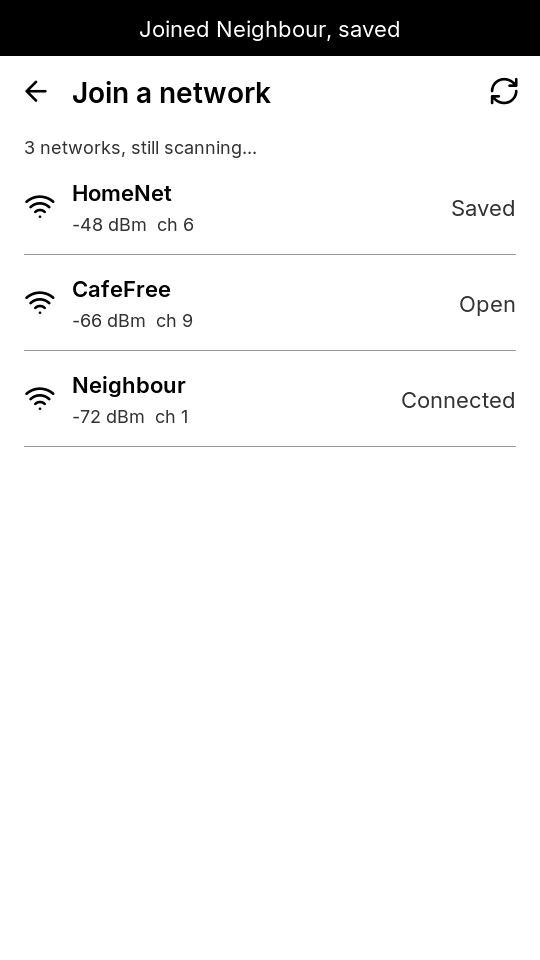 Joined Neighbour, saved
Join a network
3 networks, still scanning...
HomeNet
-48 dBm  ch 6
Saved
CafeFree
-66 dBm  ch 9
Open
Neighbour
-72 dBm  ch 1
Connected